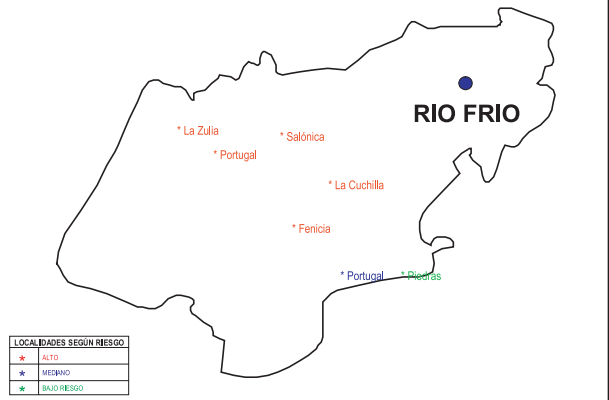 RIO FRIO
* La Zulia
* Salónica
* Portugal
* La Cuchilla
* Fenicia
* Portugal
* Piedras
LOCALIDADES SEGÚN RIESGO
* ALTO
* MEDIANO
* BAJO RIESGO